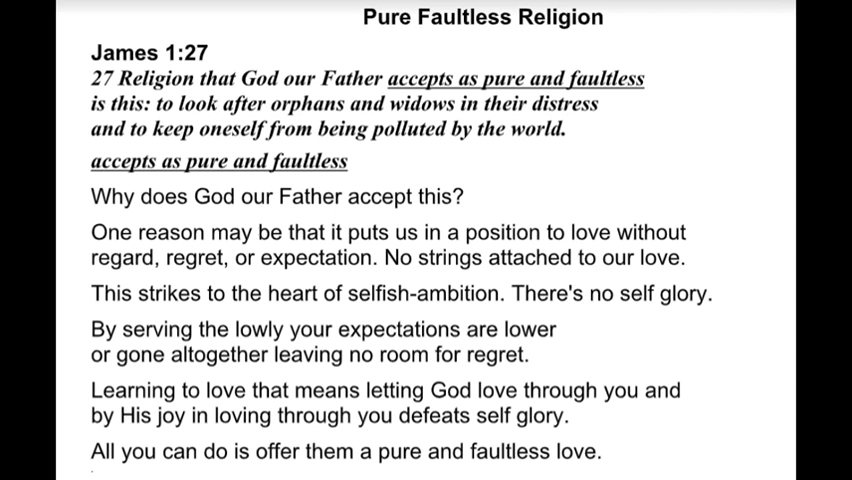 Pure Faultless Religion
James 1:27
27 Religion that God our Father accepts as pure and faultless
is this: to look after orphans and widows in their distress
and to keep oneself from being polluted by the world.
accepts as pure and faultless
Why does God our Father accept this?
One reason may be that it puts us in a position to love without
regard, regret, or expectation. No strings attached to our love.
This strikes to the heart of selfish-ambition. There's no self glory.
By serving the lowly your expectations are lower
or gone altogether leaving no room for regret.
Learning to love that means letting God love through you and
by His joy in loving through you defeats self glory.
All you can do is offer them a pure and faultless love.